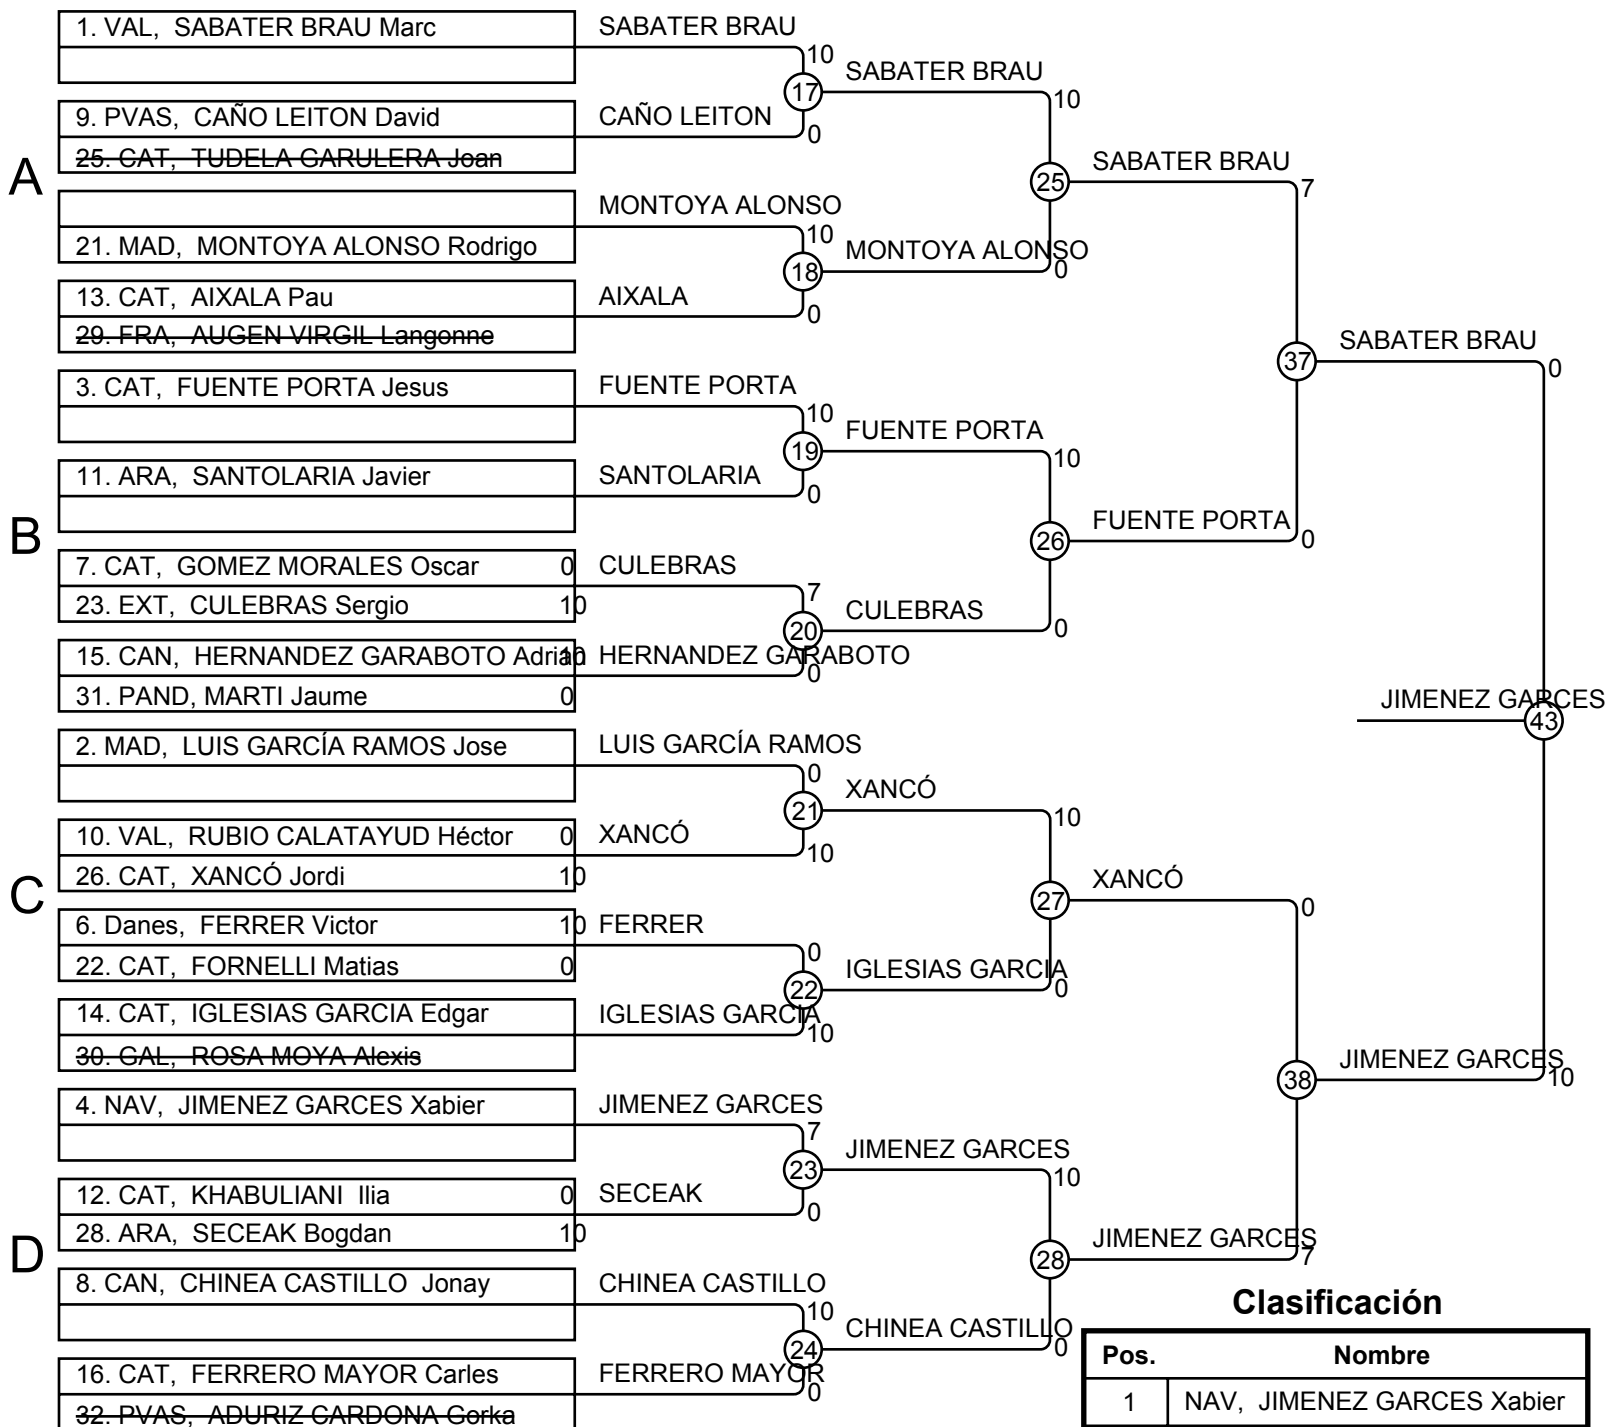 A
1. VAL, SABATER BRAU Marc
9. PVAS, CAÑO LEITON David
25. CAT, TUDELA GARULERA Joan
21. MAD, MONTOYA ALONSO Rodrigo
13. CAT, AIXALA Pau
29. FRA, AUGEN VIRGIL Langonne
B
3. CAT, FUENTE PORTA Jesus
11. ARA, SANTOLARIA Javier
7. CAT, GOMEZ MORALES Oscar 0
23. EXT, CULEBRAS Sergio 10
15. CAN, HERNANDEZ GARABOTO Adrián 10
31. PAND, MARTI Jaume 0
C
2. MAD, LUIS GARCÍA RAMOS Jose
10. VAL, RUBIO CALATAYUD Héctor 0
26. CAT, XANCÓ Jordi 10
6. Danes, FERRER Victor 10
22. CAT, FORNELLI Matias 0
14. CAT, IGLESIAS GARCIA Edgar
30. GAL, ROSA MOYA Alexis
D
4. NAV, JIMENEZ GARCES Xabier
12. CAT, KHABULIANI Ilia 0
28. ARA, SECEAK Bogdan 10
8. CAN, CHINEA CASTILLO Jonay
16. CAT, FERRERO MAYOR Carles
32. PVAS, ADURIZ CARDONA Gorka
SABATER BRAU
10
17
CAÑO LEITON
0
MONTOYA ALONSO
10
18
AIXALA
0
FUENTE PORTA
10
19
SANTOLARIA
0
CULEBRAS
7
20
HERNANDEZ GARABOTO
0
LUIS GARCÍA RAMOS
0
21
XANCÓ
10
FERRER
0
22
IGLESIAS GARCIA
10
JIMENEZ GARCES
7
23
SECEAK
0
CHINEA CASTILLO
10
24
FERRERO MAYOR
0
SABATER BRAU
10
25
MONTOYA ALONSO
0
FUENTE PORTA
10
26
CULEBRAS
0
XANCÓ
10
27
IGLESIAS GARCIA
0
JIMENEZ GARCES
10
28
CHINEA CASTILLO
0
SABATER BRAU
7
37
FUENTE PORTA
0
XANCÓ
0
38
JIMENEZ GARCES
7
SABATER BRAU
0
JIMENEZ GARCES
43
JIMENEZ GARCES
10
Clasificación
Pos. Nombre
1 NAV, JIMENEZ GARCES Xabier